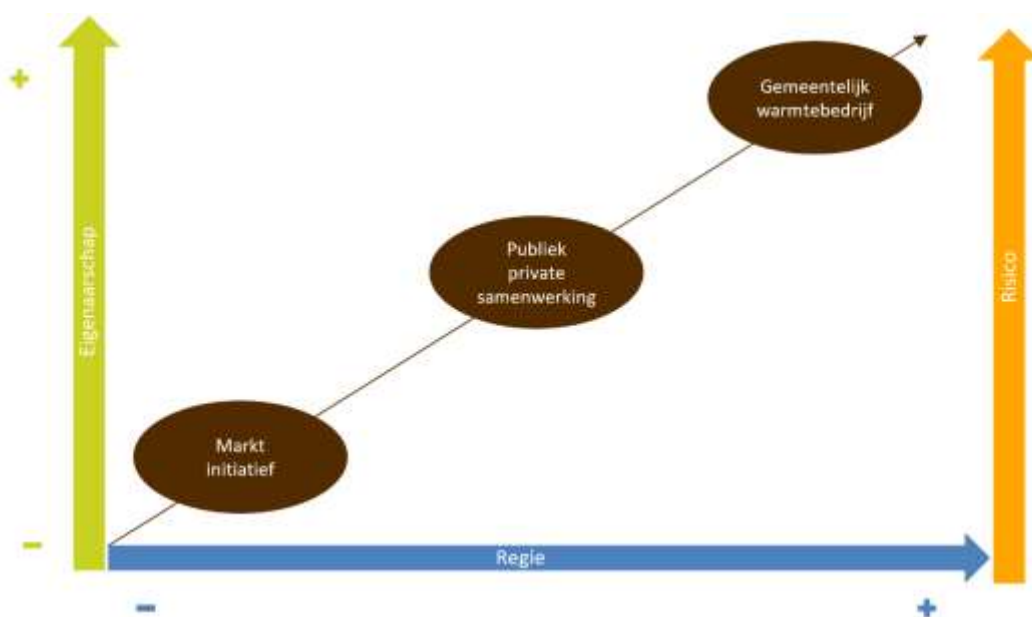 +
Gemeentelijk
warmtebedrijf
Eigenaarschap
Publiek
private
samenwerking
Risico
Markt
initiatief
−
Regie
−
+